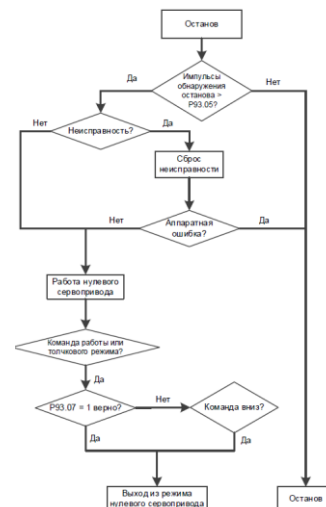 Останов
Импульсы
обнаружения
останова >
P93.05?
Да
Нет
Нет
Неисправность?
Да
Сброс
неисправности
Нет
Аппаратная
ошибка?
Да
Работа нулевого
сервопривода
Команда работы или
толчкового режима?
Да
P93.07 = 1 верно?
Нет
Команда вниз?
Да
Да
Выход из режима
нулевого сервопривода
Останов